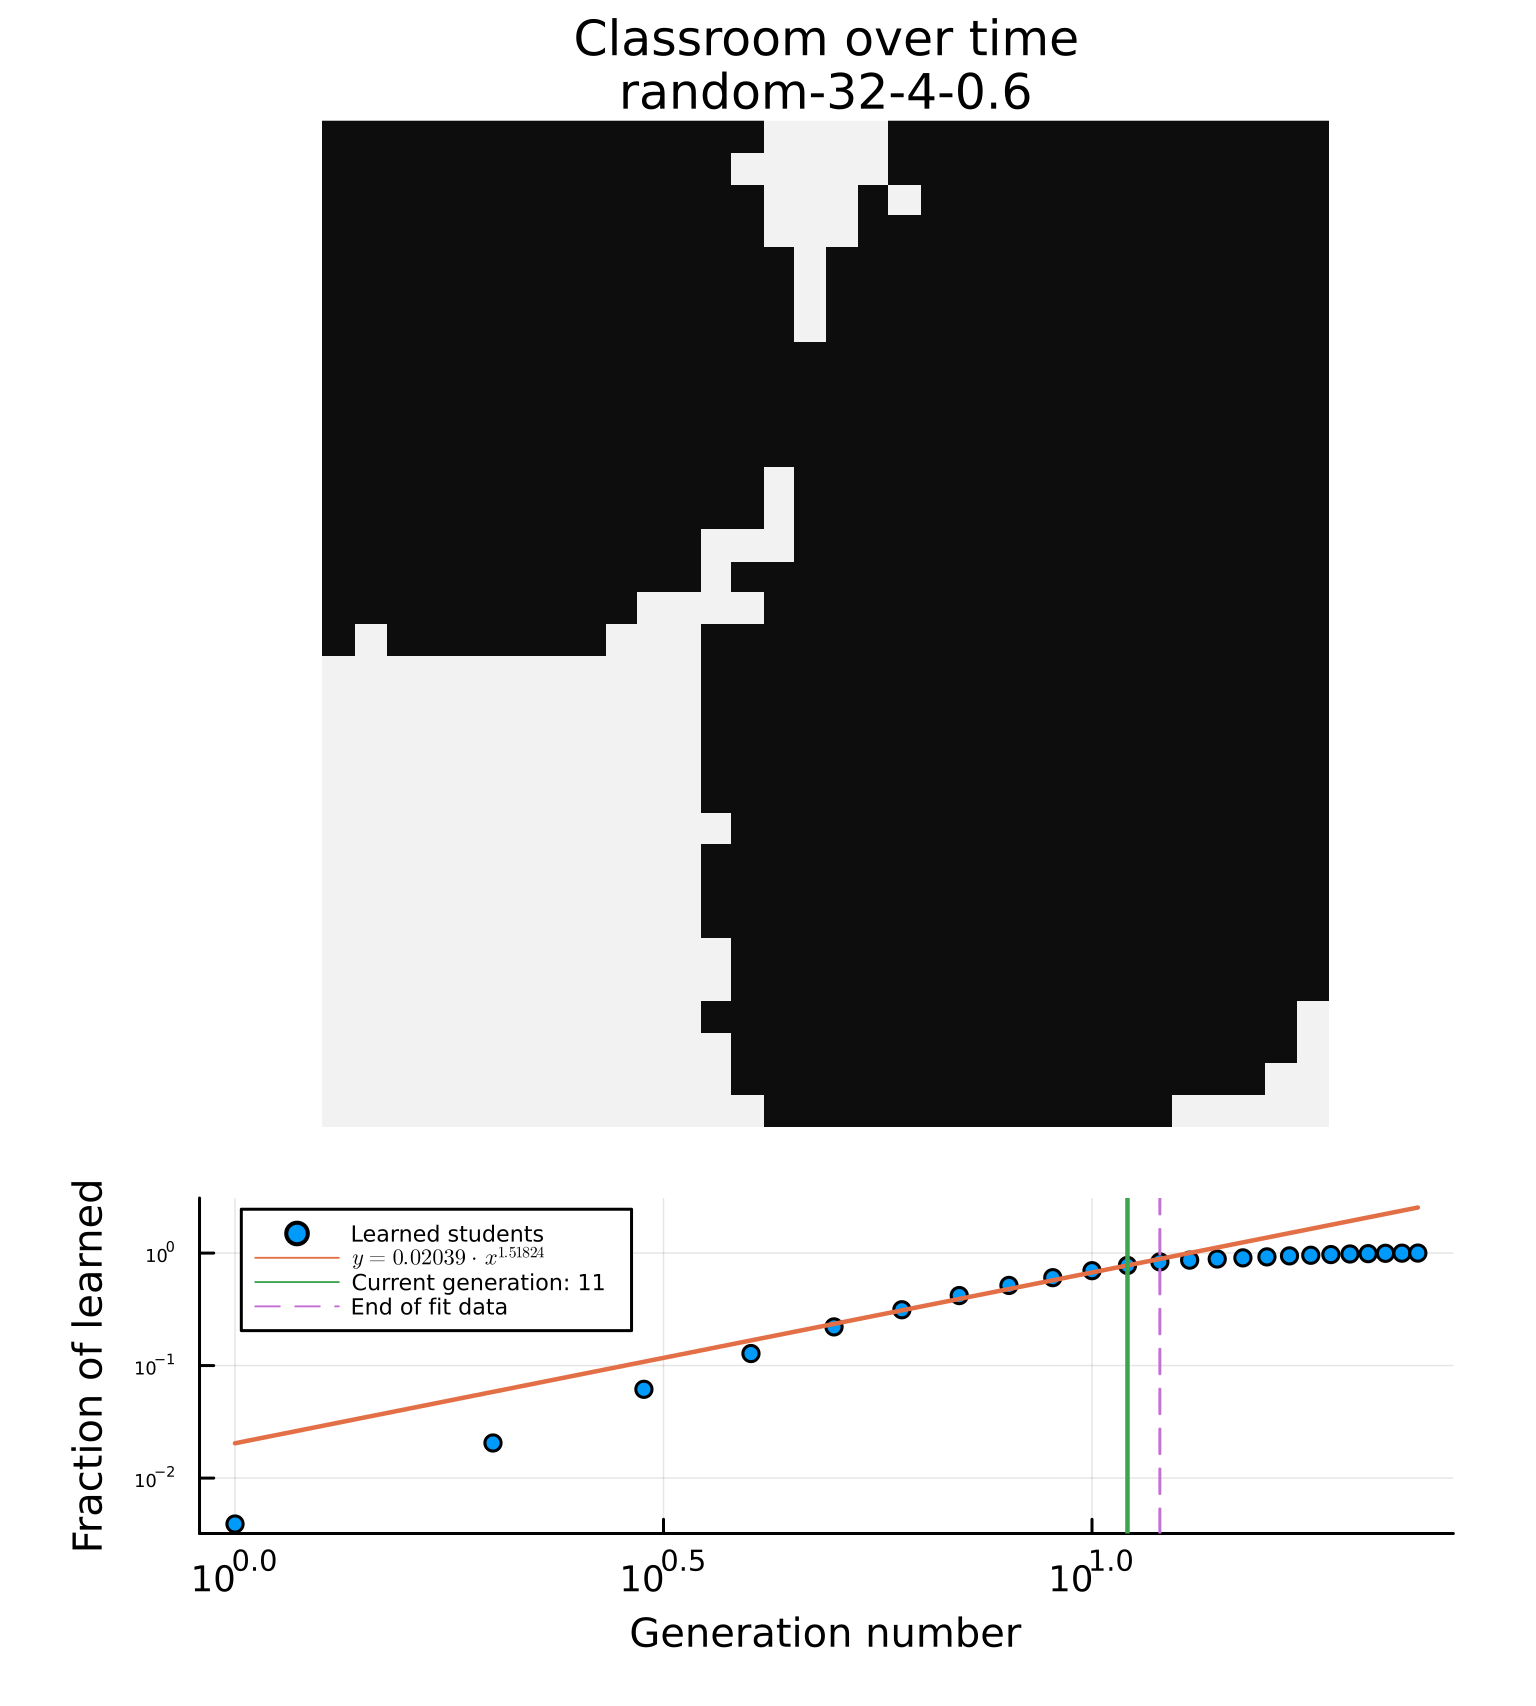 Classroom over time
random-32-4-0.6
Fraction of learned
10^0
10^-1
10^-2
Learned students
y = 0.02039 · x^1.51824
Current generation: 11
End of fit data
10^0.0 10^0.5 10^1.0
Generation number